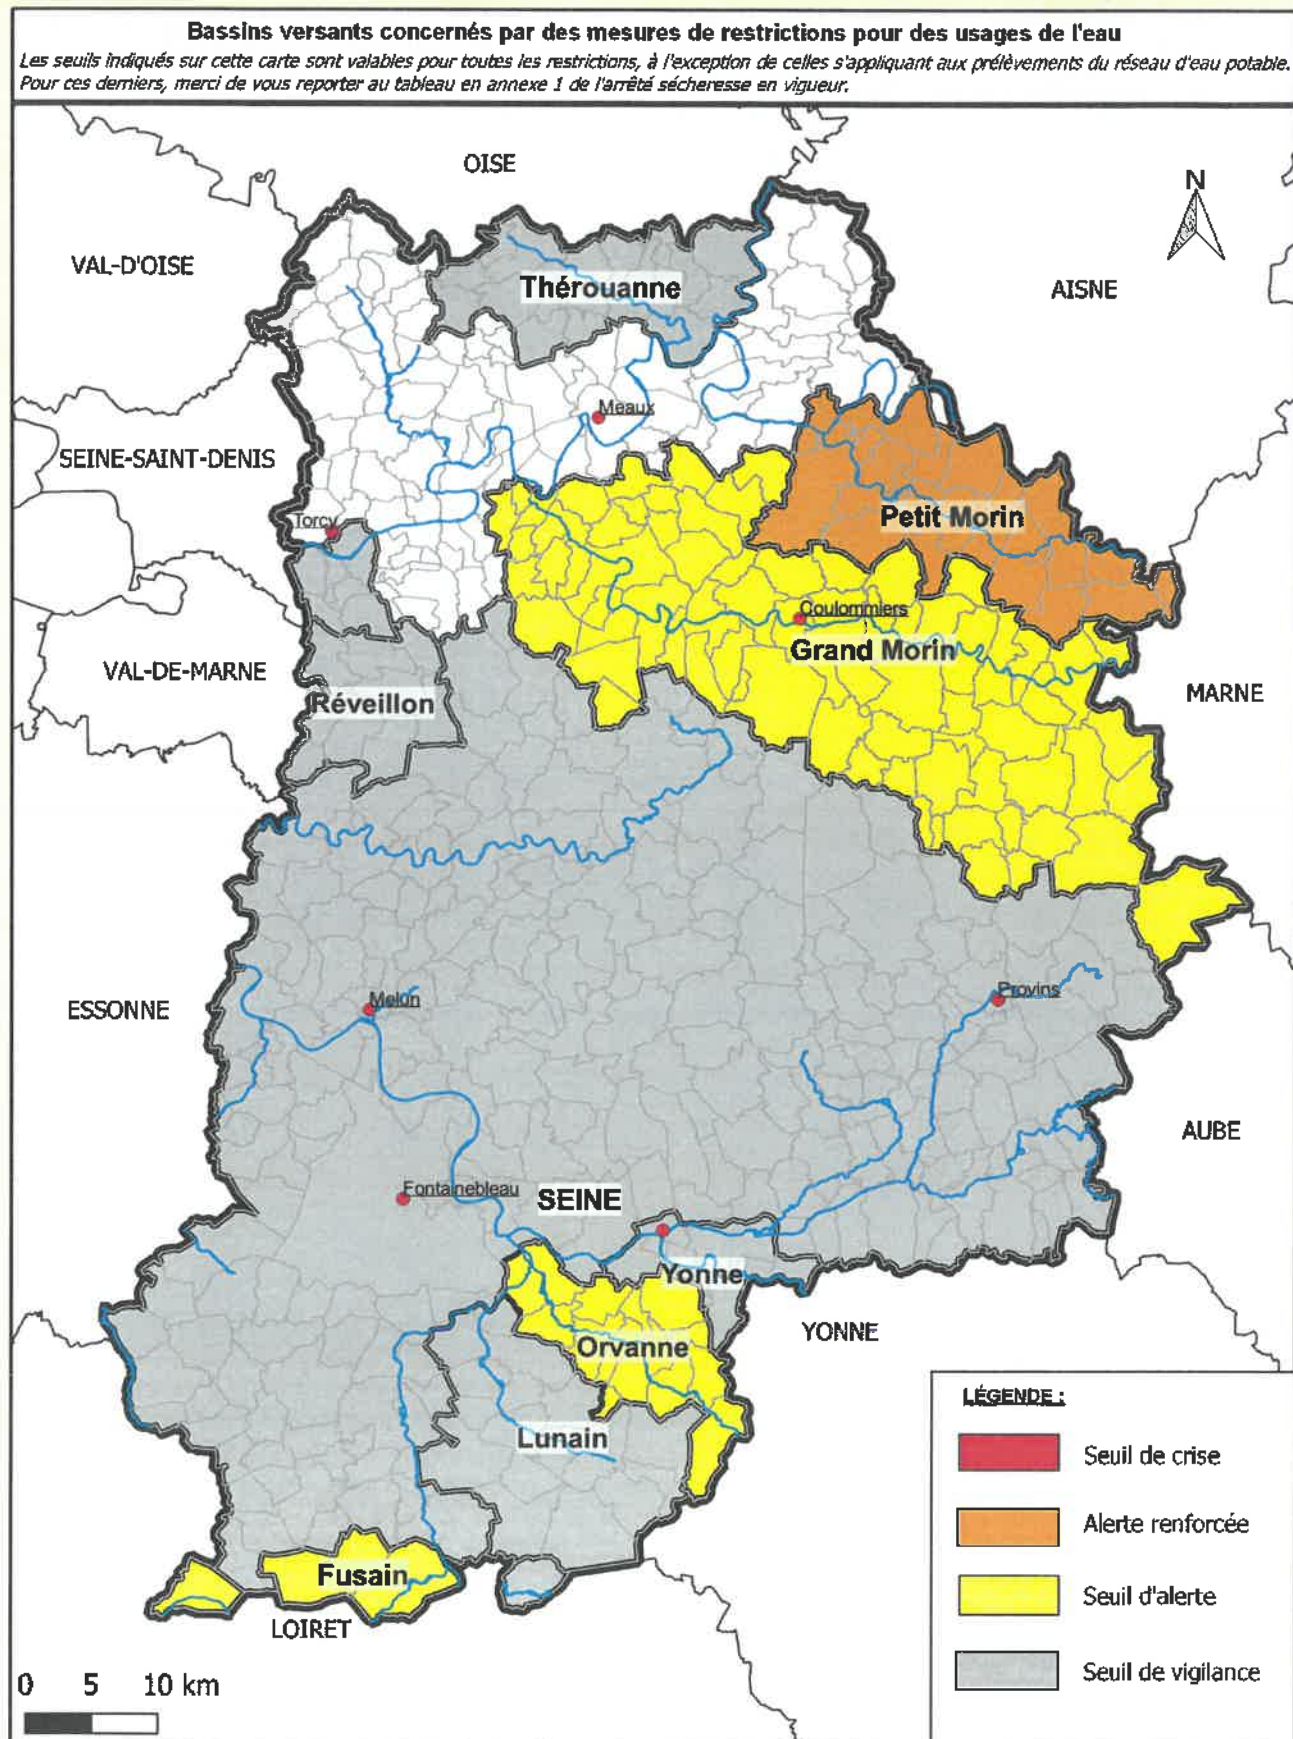 Bassins versants concernés par des mesures de restrictions pour des usages de l'eau
Les seuils indiqués sur cette carte sont valables pour toutes les restrictions, à l'exception de celles s'appliquant aux prélèvements du réseau d'eau potable.
Pour ces derniers, merci de vous reporter au tableau en annexe 1 de l'arrêté sécheresse en vigueur.
OISE
N
VAL-D'OISE
Thérouanne
AISNE
Meaux
SEINE-SAINT-DENIS
Torcy
Petit Morin
Coulommiers
Grand Morin
VAL-DE-MARNE
Réveillon
MARNE
Melun
Provins
ESSONNE
AUBE
Fontainebleau
SEINE
Yonne
YONNE
Orvanne
Lunain
Fusain
LOIRET
0 5 10 km
LÉGENDE :
Seuil de crise
Alerte renforcée
Seuil d'alerte
Seuil de vigilance